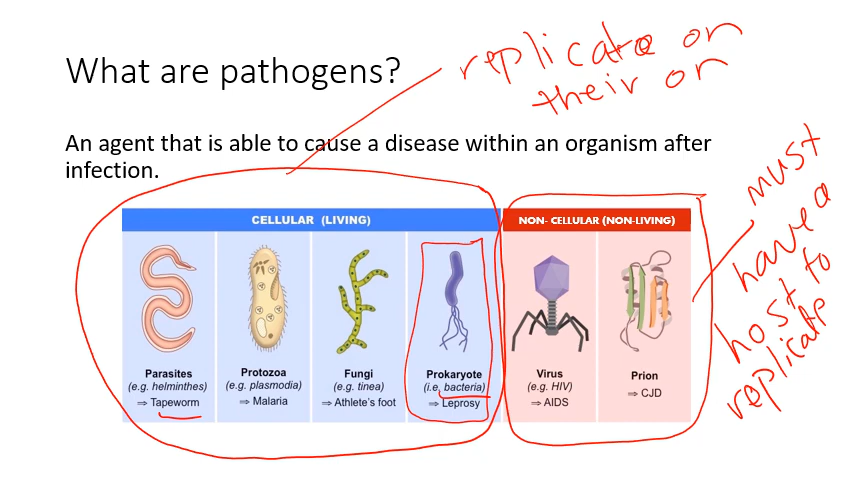 What are pathogens?
replicate on
their on
An agent that is able to cause a disease within an organism after
infection.
CELLULAR (LIVING)
NON- CELLULAR (NON-LIVING)
must
have a
host to
replicate
Parasites
(e.g. helminthes)
⇒ Tapeworm
Protozoa
(e.g. plasmodia)
⇒ Malaria
Fungi
(e.g. tinea)
⇒ Athlete's foot
Prokaryote
(i.e, bacteria)
⇒ Leprosy
Virus
(e.g. HIV)
⇒ AIDS
Prion
⇒ CJD